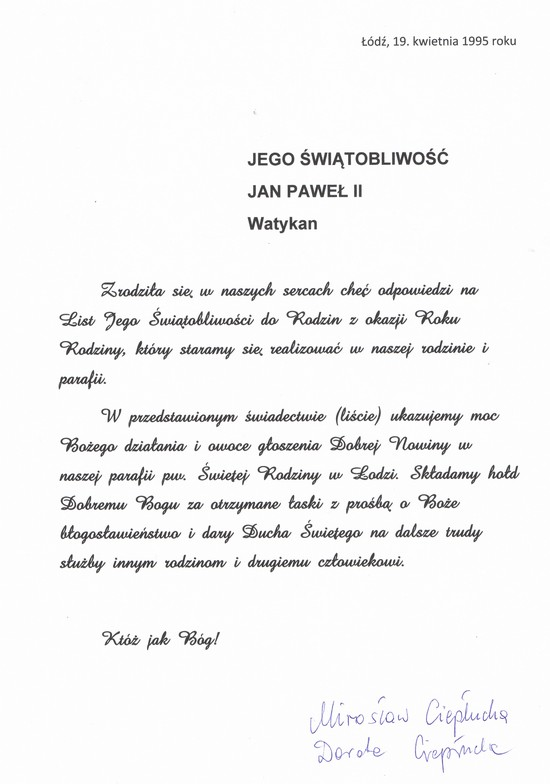 Łódź, 19. kwietnia 1995 roku
JEGO ŚWIĄTOBLIWOŚĆ
JAN PAWEŁ II
Watykan
Zrodziła się, w naszych sercach chęć odpowiedzi na
List Jego Świątobliwości do Rodzin z okazji Roku
Rodziny, który staramy się, realizować w naszej rodzinie i
parafii.
W przedstawionym świadectwie (liście) ukazujemy moc
Bożego działania i owoce głoszenia Dobrej Nowiny w
naszej parafii pw. Świętej Rodziny w Łodzi. Składamy hołd
Dobremu Bogu za otrzymane łaski z prośbą o Boże
błogosławieństwo i dary Ducha Świętego na dalsze trudy
służby innym rodzinom i drugiemu człowiekowi.
Któż jak Bóg!
Mirosław Ciepłucha
Dorota Ciepłucha